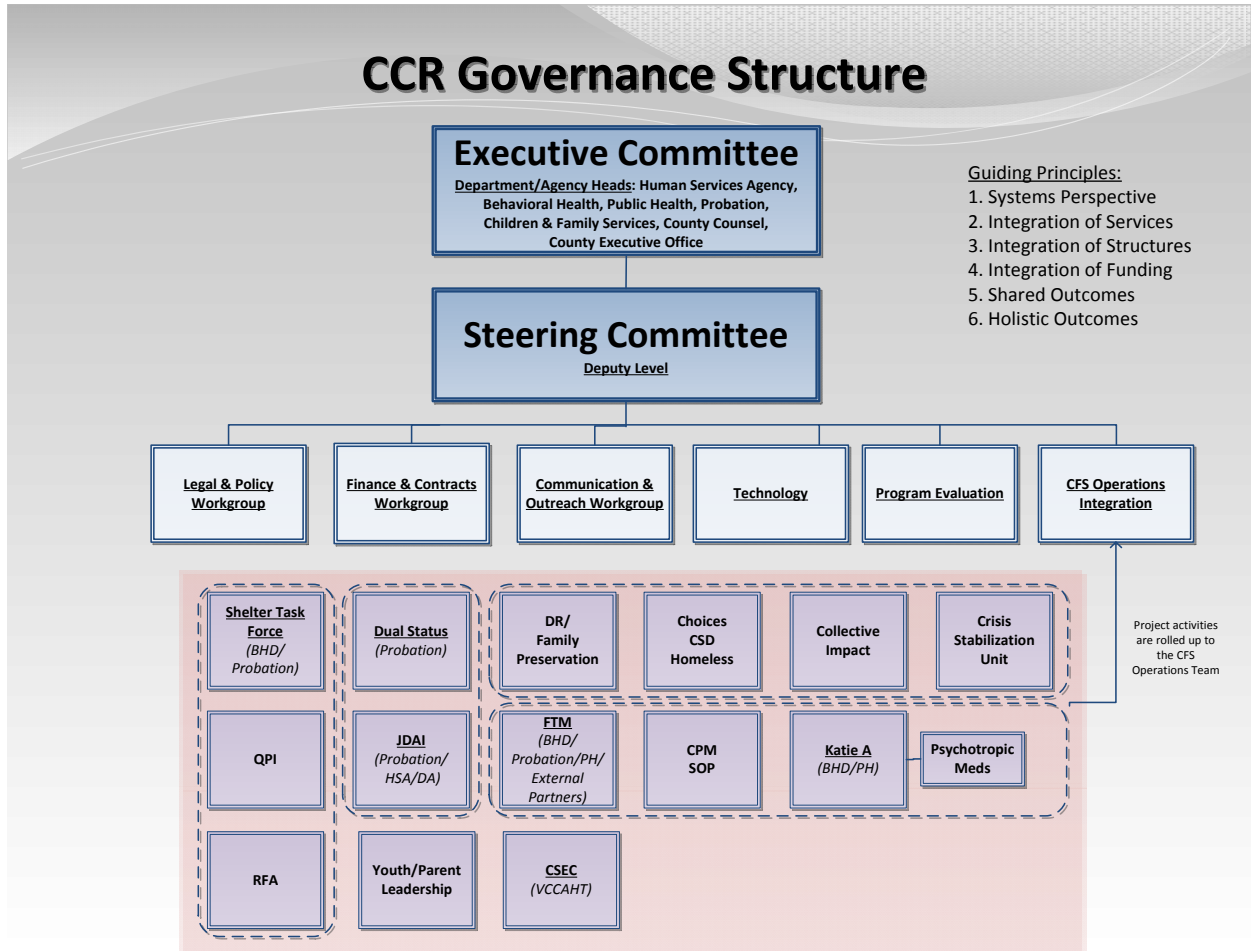 CCR Governance Structure
Executive Committee
Department/Agency Heads: Human Services Agency,
Behavioral Health, Public Health, Probation,
Children & Family Services, County Counsel,
County Executive Office
Guiding Principles:
1. Systems Perspective
2. Integration of Services
3. Integration of Structures
4. Integration of Funding
5. Shared Outcomes
6. Holistic Outcomes
Steering Committee
Deputy Level
Legal & Policy
Workgroup
Finance & Contracts
Workgroup
Communication &
Outreach Workgroup
Technology
Program Evaluation
CFS Operations
Integration
Shelter Task
Force
(BHD/
Probation)
Dual Status
(Probation)
DR/
Family
Preservation
Choices
CSD
Homeless
Collective
Impact
Crisis
Stabilization
Unit
Project activities
are rolled up to
the CFS
Operations Team
QPI
JDAI
(Probation/
HSA/DA)
FTM
(BHD/
Probation/PH/
External
Partners)
CPM
SOP
Katie A
(BHD/PH)
Psychotropic
Meds
RFA
Youth/Parent
Leadership
CSEC
(VCCAHT)